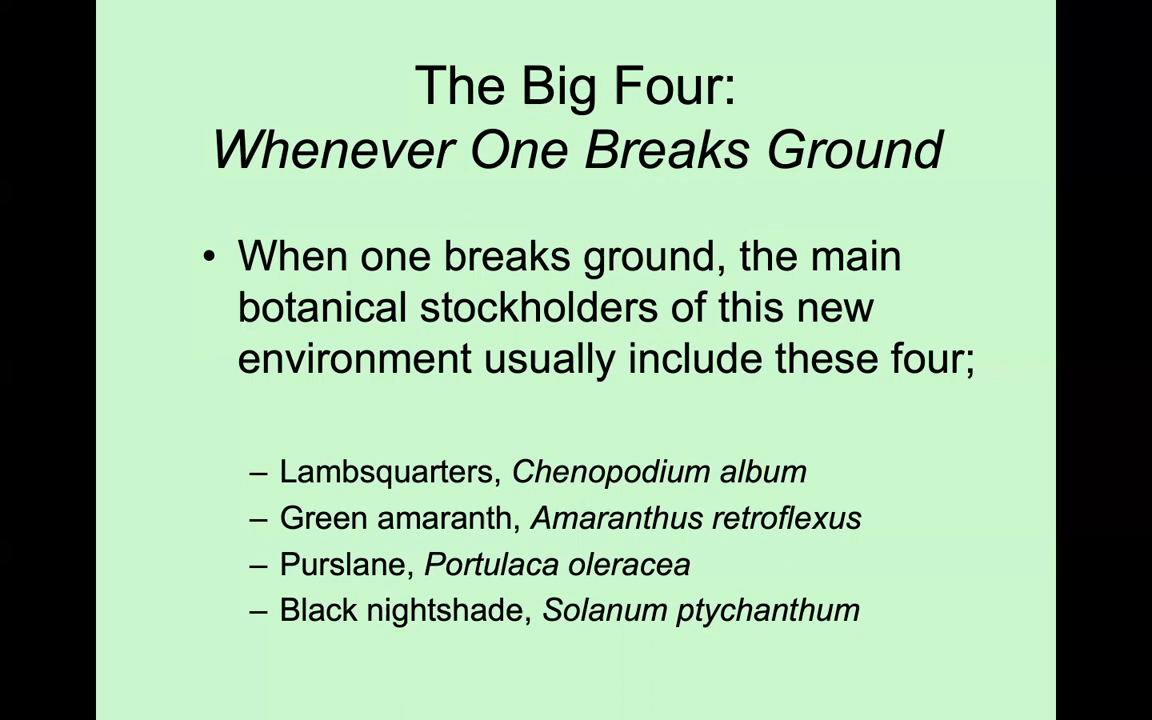 The Big Four:
Whenever One Breaks Ground
• When one breaks ground, the main
botanical stockholders of this new
environment usually include these four;
– Lambsquarters, Chenopodium album
– Green amaranth, Amaranthus retroflexus
– Purslane, Portulaca oleracea
– Black nightshade, Solanum ptychanthum